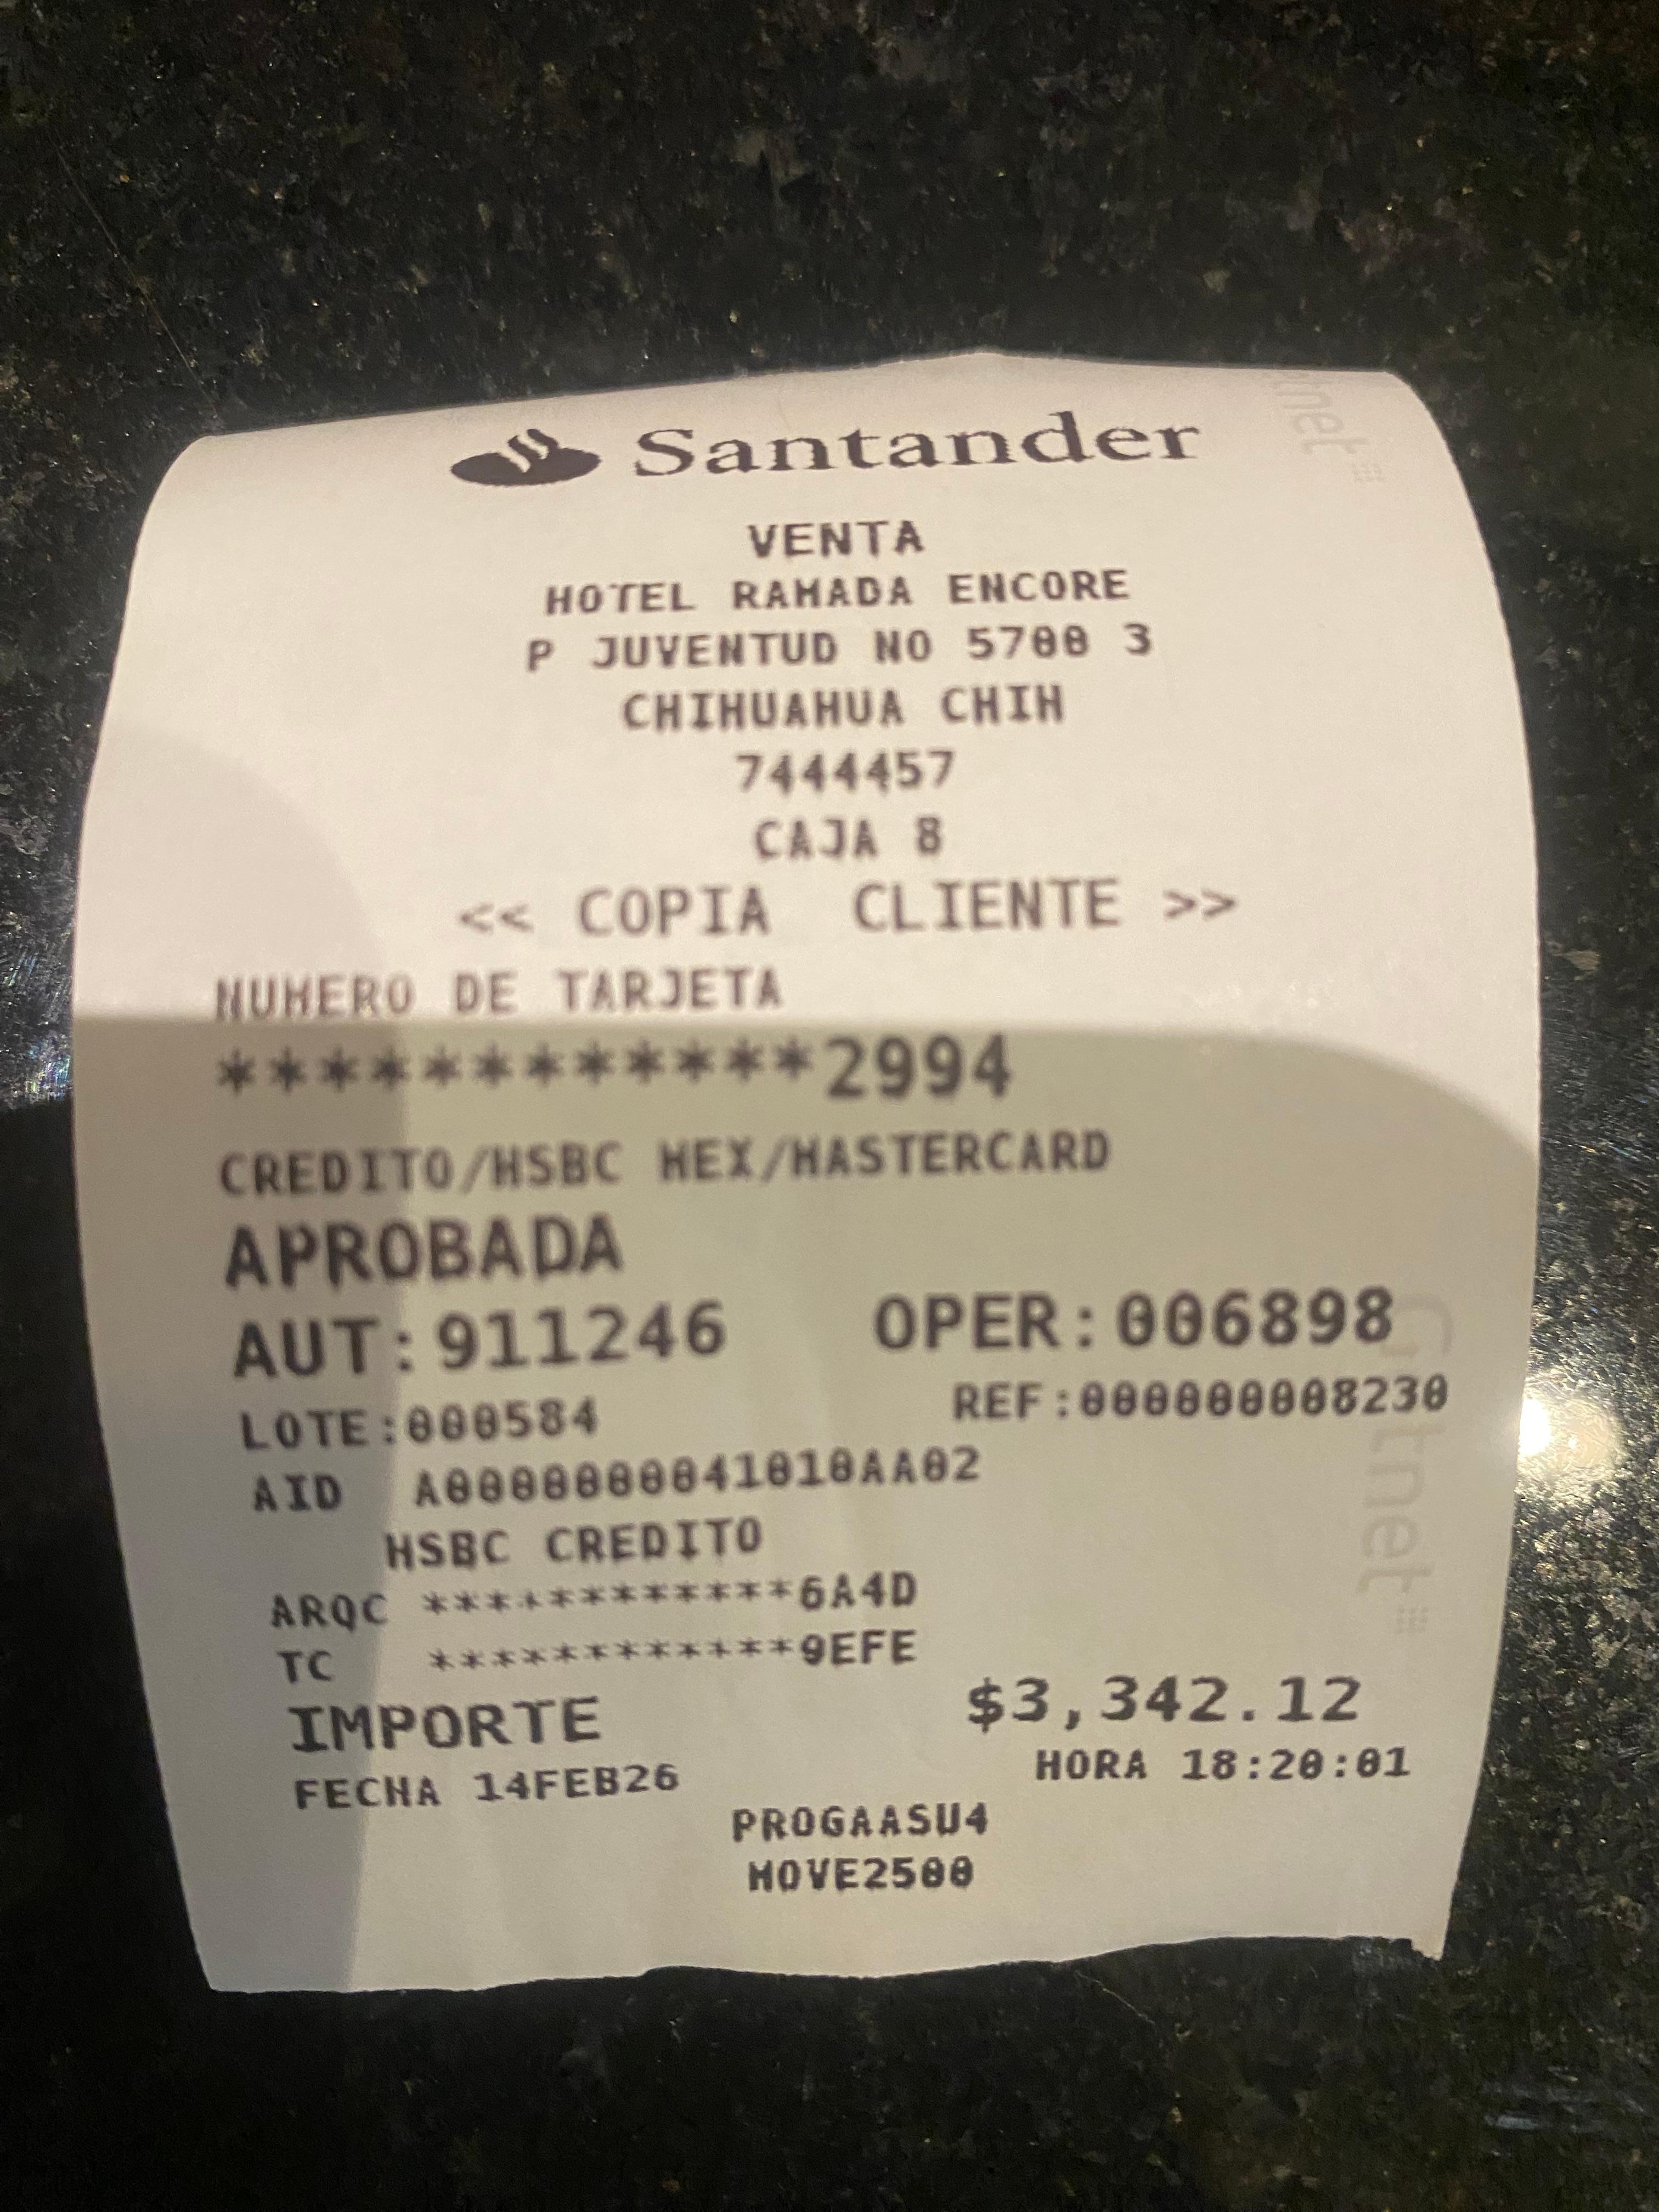 Santander
VENTA
HOTEL RAMADA ENCORE
P JUVENTUD NO 5700 3
CHIHUAHUA CHIH
7444457
CAJA 8
<< COPIA CLIENTE >>
NUMERO DE TARJETA
************2994
CREDITO/HSBC MEX/MASTERCARD
APROBADA
AUT:911246 OPER:006898
LOTE:000584 REF:000000008230
AID A0000000041010AA02
HSBC CREDITO
ARQC ************6A4D
TC ************9EFE
IMPORTE $3,342.12
FECHA 14FEB26 HORA 18:20:01
PROGAASU4
MOVE2500
Getnet